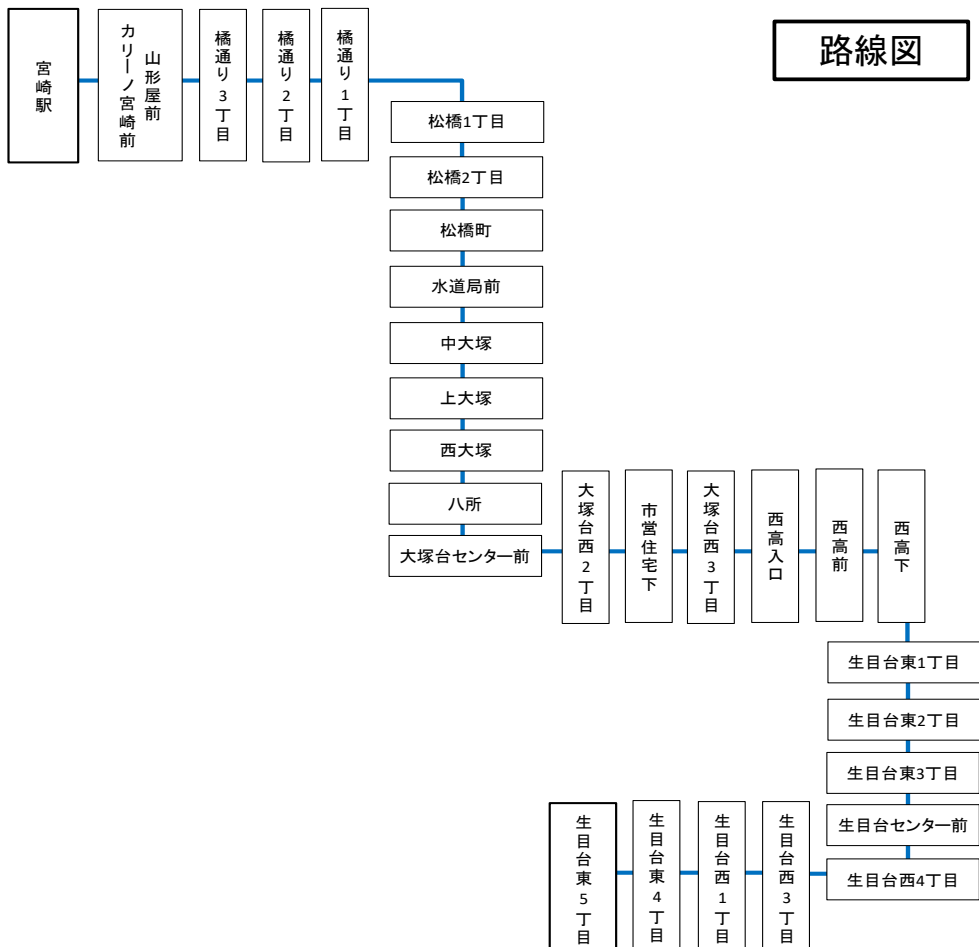 路線図
宮崎駅
山形屋前
カリーノ宮崎前
橘通り3丁目
橘通り2丁目
橘通り1丁目
松橋1丁目
松橋2丁目
松橋町
水道局前
中大塚
上大塚
西大塚
八所
大塚台センター前
大塚台西2丁目
市営住宅下
大塚台西3丁目
西高入口
西高前
西高下
生目台東1丁目
生目台東2丁目
生目台東3丁目
生目台センター前
生目台西4丁目
生目台西3丁目
生目台西1丁目
生目台東4丁目
生目台東5丁目